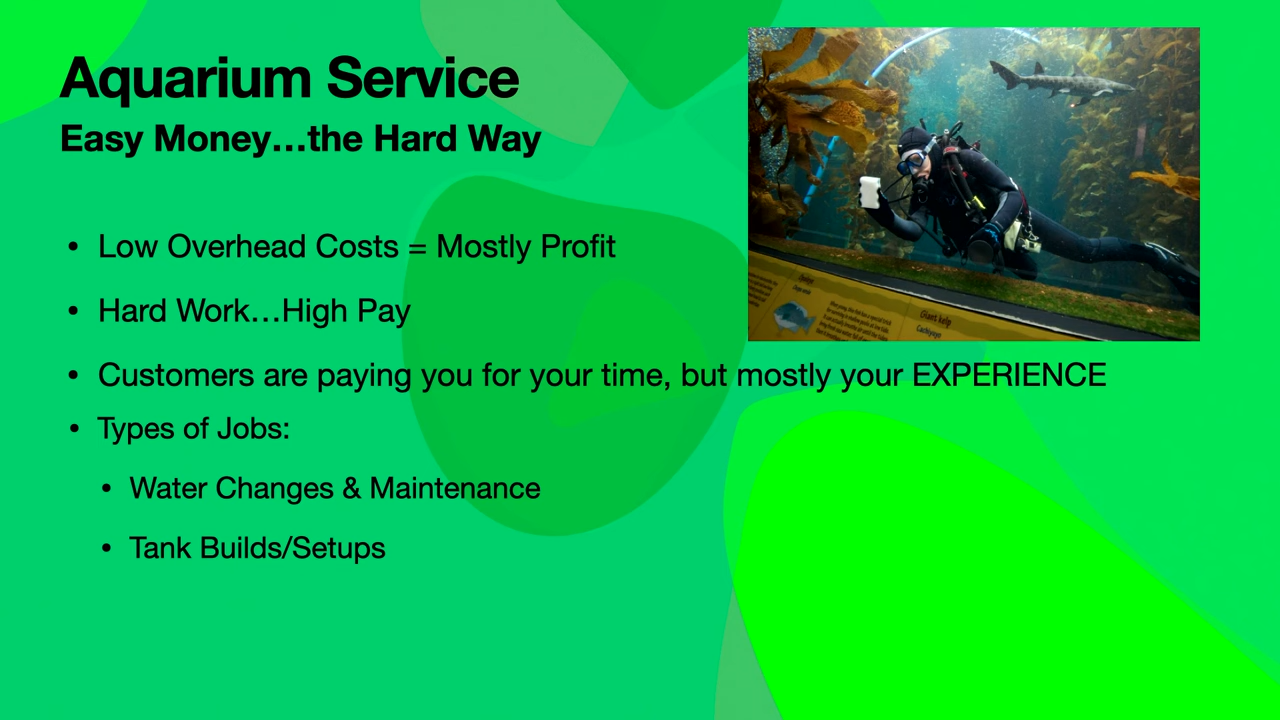 Aquarium Service
Easy Money…the Hard Way
• Low Overhead Costs = Mostly Profit
• Hard Work…High Pay
• Customers are paying you for your time, but mostly your EXPERIENCE
• Types of Jobs:
• Water Changes & Maintenance
• Tank Builds/Setups
Giant kelp